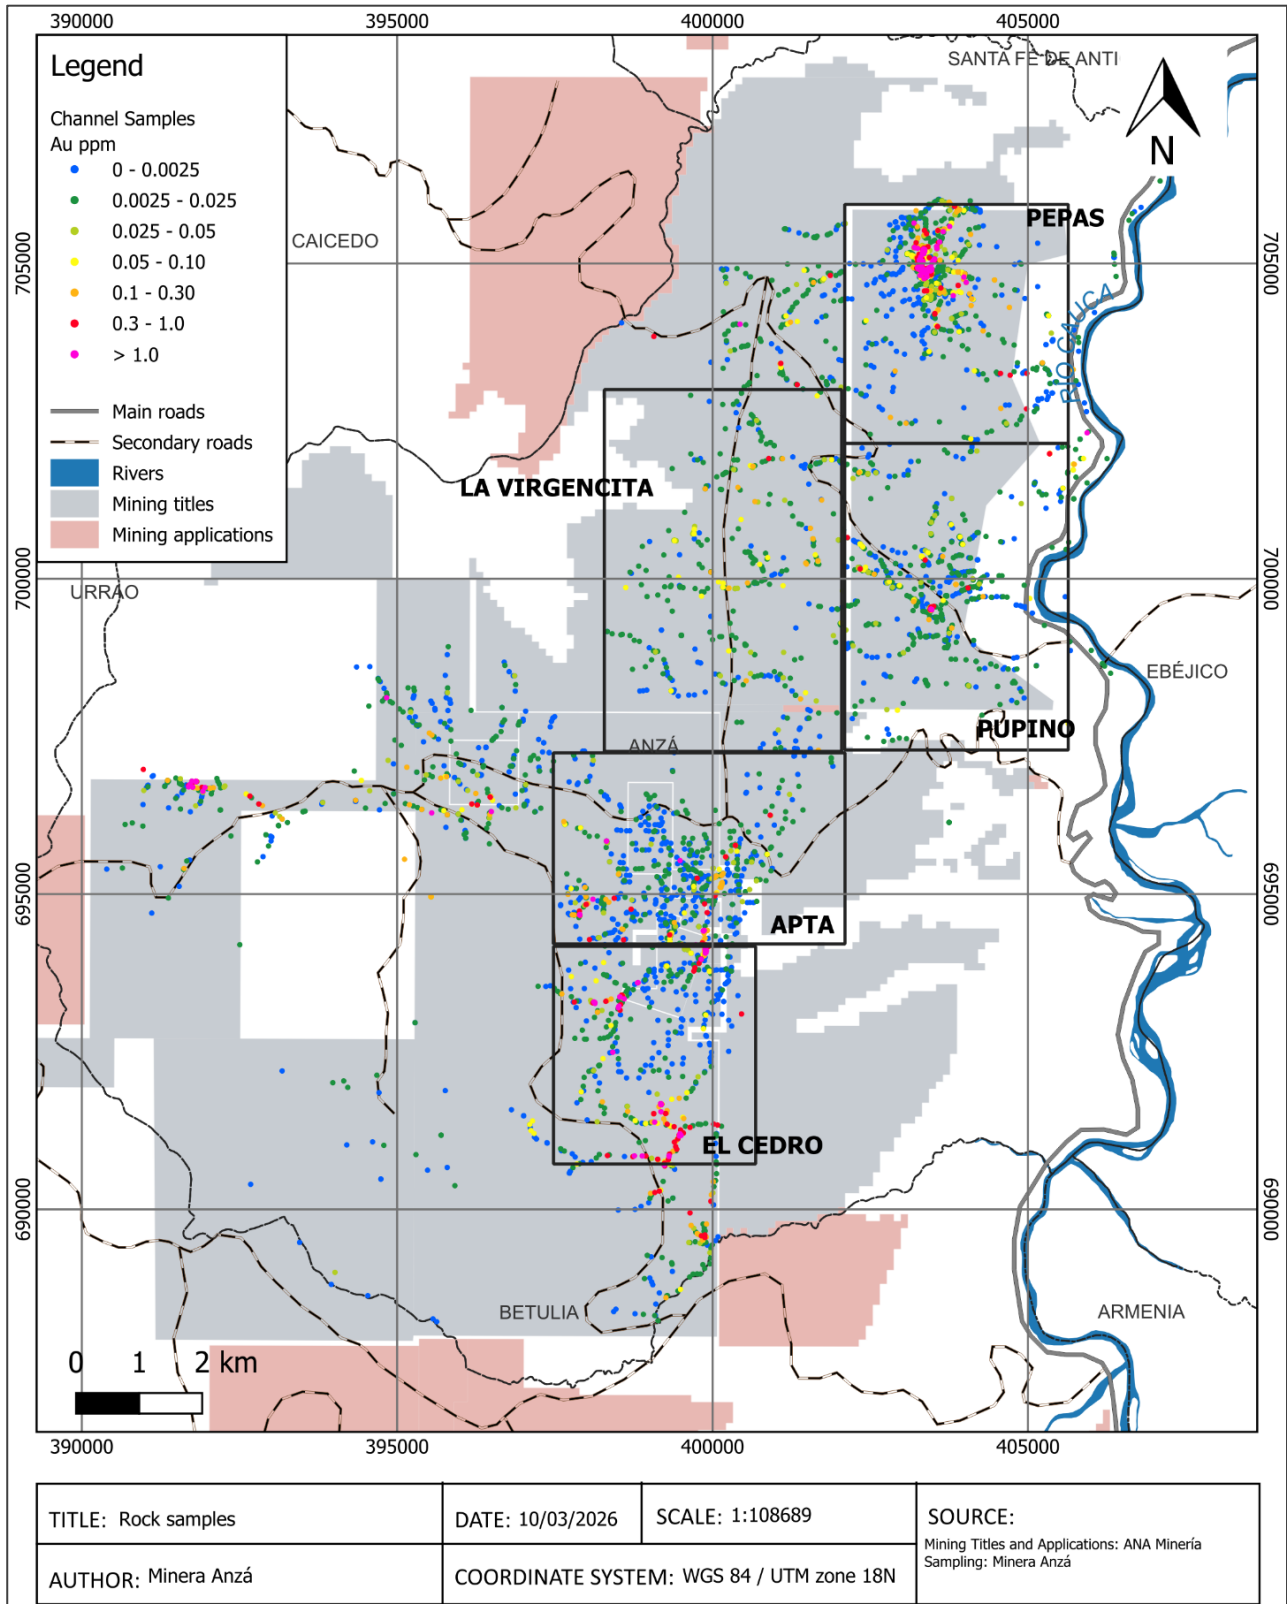 390000 395000 400000 405000
Legend
Channel Samples
Au ppm
0 - 0.0025
0.0025 - 0.025
0.025 - 0.05
0.05 - 0.10
0.1 - 0.30
0.3 - 1.0
> 1.0
Main roads
Secondary roads
Rivers
Mining titles
Mining applications
SANTA FÉ DE ANTI
N
CAICEDO
PEPAS
705000
705000
RIO CAUCA
LA VIRGENCITA
700000
700000
URRAO
EBÉJICO
PUPINO
ANZÁ
695000
695000
APTA
EL CEDRO
690000
690000
BETULIA
ARMENIA
0 1 2 km
390000 395000 400000 405000
TITLE: Rock samples
DATE: 10/03/2026
SCALE: 1:108689
SOURCE:
Mining Titles and Applications: ANA Minería
Sampling: Minera Anzá
AUTHOR: Minera Anzá
COORDINATE SYSTEM: WGS 84 / UTM zone 18N